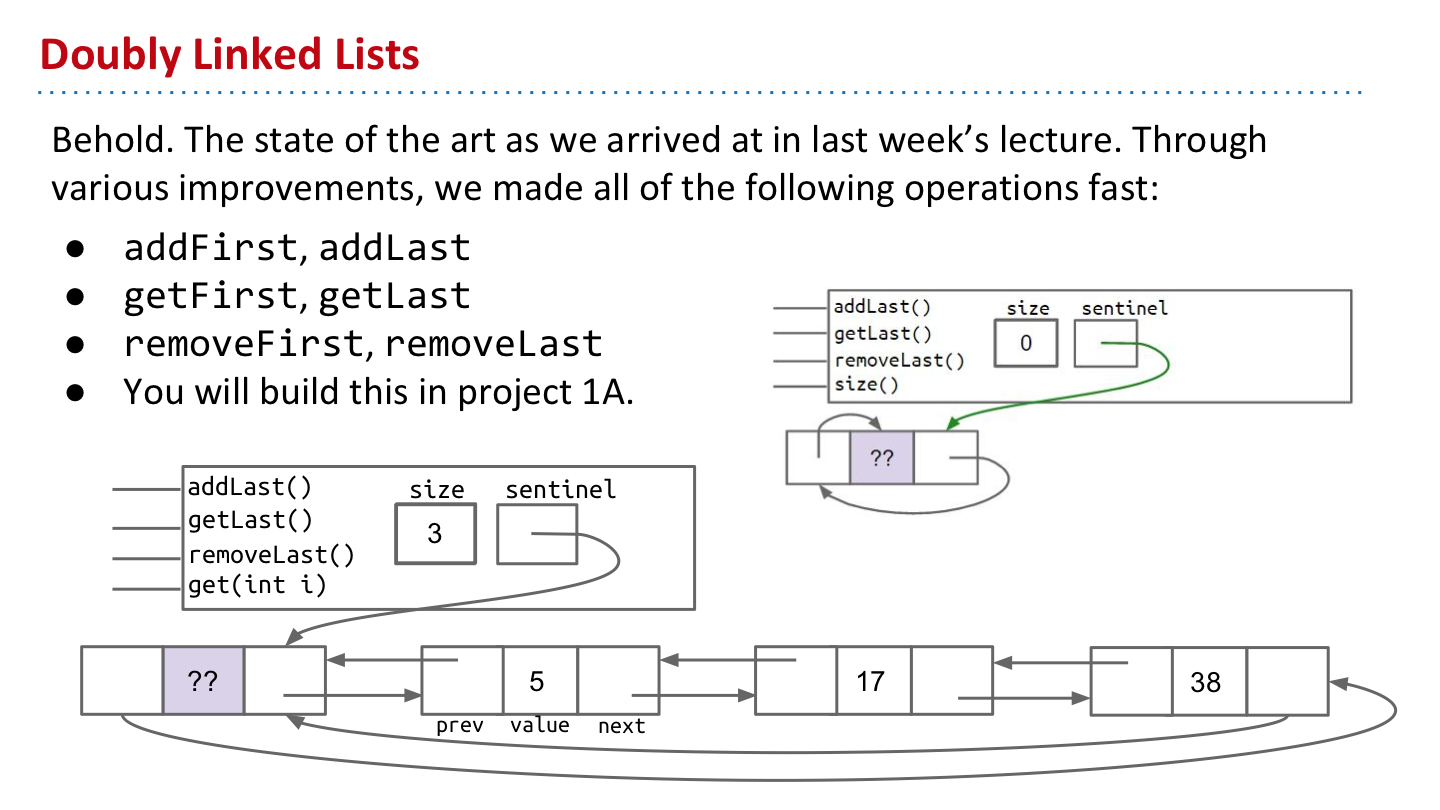 Doubly Linked Lists
Behold. The state of the art as we arrived at in last week’s lecture. Through
various improvements, we made all of the following operations fast:
● addFirst, addLast
● getFirst, getLast
● removeFirst, removeLast
● You will build this in project 1A.
addLast()
getLast()
removeLast()
size()
size
sentinel
0
??
addLast()
getLast()
removeLast()
get(int i)
size
sentinel
3
?? 5 17 38
prev value next